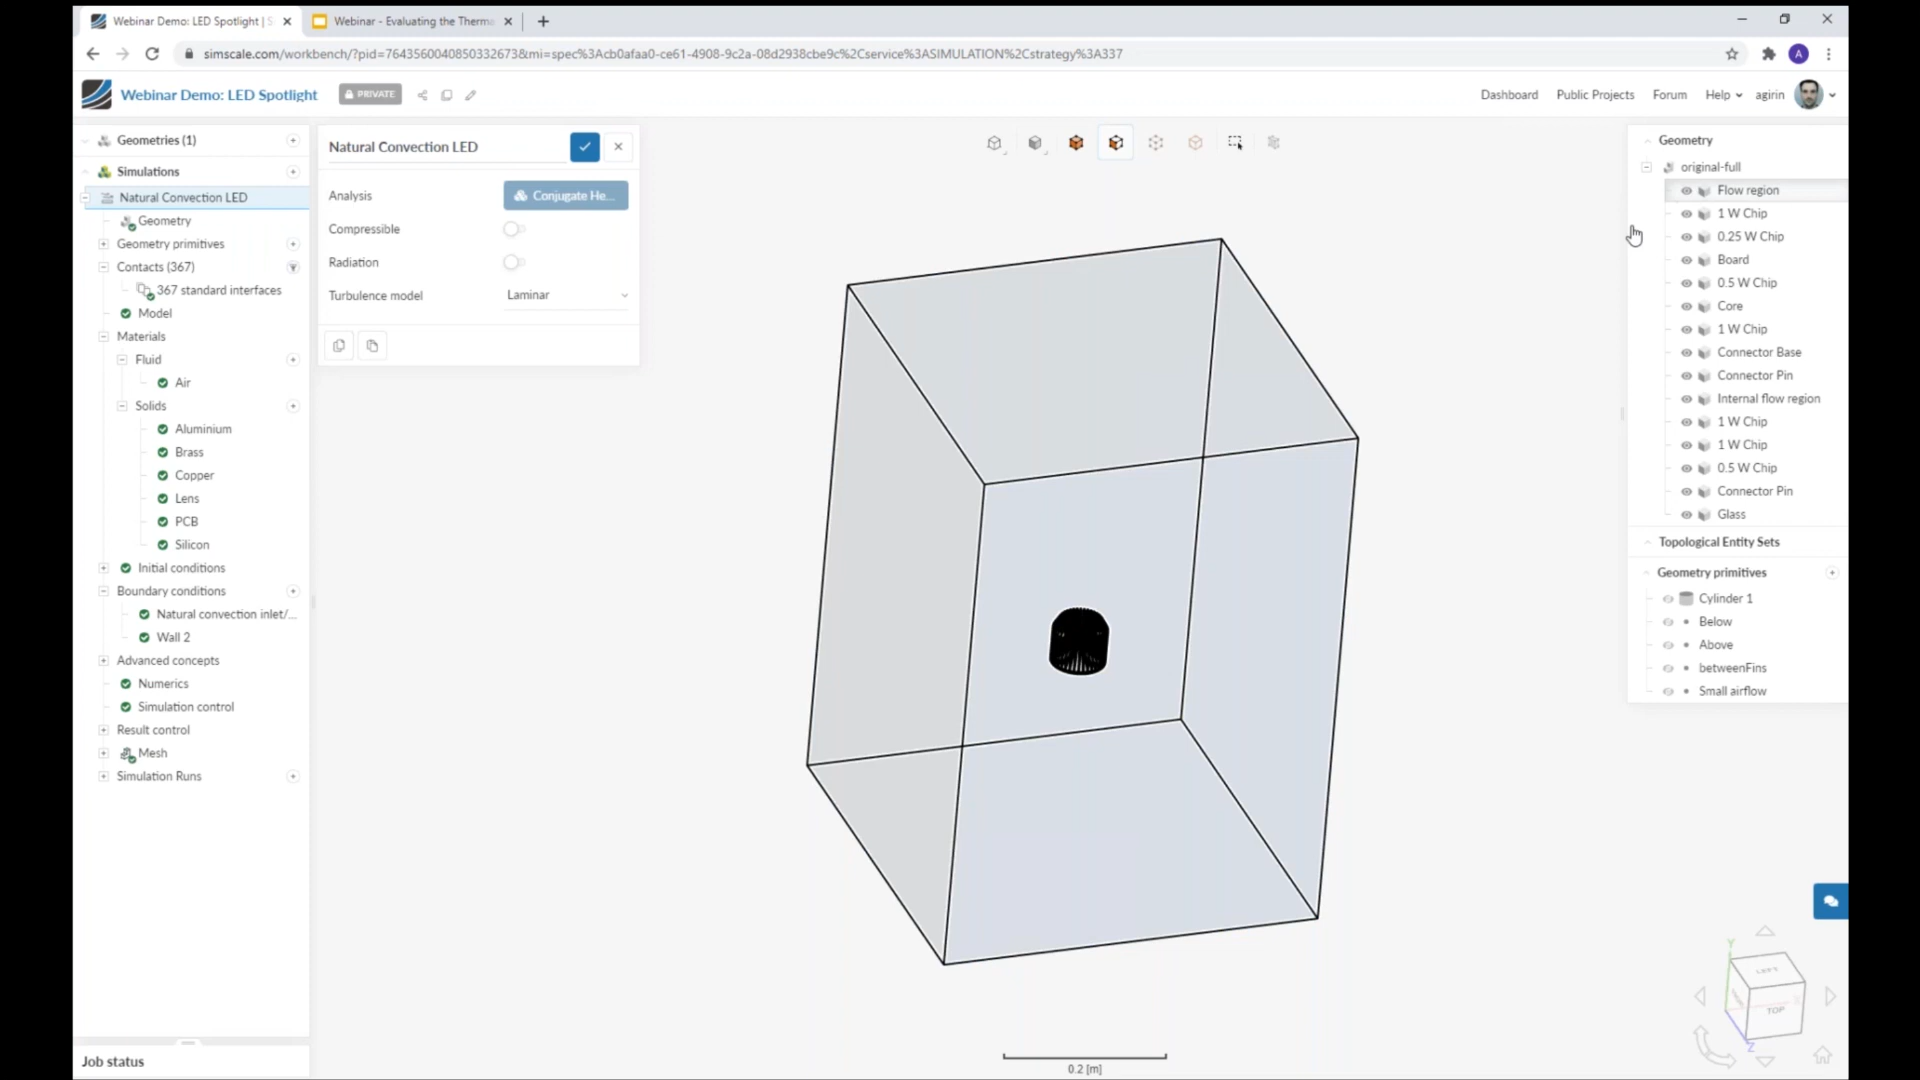 Webinar Demo: LED Spotlight | S
Webinar - Evaluating the Therma
simscale.com/workbench/?pid=7643560040850332673&mi=spec%3Acb0afaa0-ce61-4908-9c2a-08d2938cbe9c%2Cservice%3ASIMULATION%2Cstrategy%3A337
A
Webinar Demo: LED Spotlight
PRIVATE
Dashboard
Public Projects
Forum
Help
agirin
Geometries (1)
Simulations
Natural Convection LED
Geometry
Geometry primitives
Contacts (367)
367 standard interfaces
Model
Materials
Fluid
Air
Solids
Aluminium
Brass
Copper
Lens
PCB
Silicon
Initial conditions
Boundary conditions
Natural convection inlet/...
Wall 2
Advanced concepts
Numerics
Simulation control
Result control
Mesh
Simulation Runs
Job status
Natural Convection LED
Analysis
Conjugate He...
Compressible
Radiation
Turbulence model
Laminar
0.2 [m]
Geometry
original-full
Flow region
1 W Chip
0.25 W Chip
Board
0.5 W Chip
Core
1 W Chip
Connector Base
Connector Pin
Internal flow region
1 W Chip
1 W Chip
0.5 W Chip
Connector Pin
Glass
Topological Entity Sets
Geometry primitives
Cylinder 1
Below
Above
betweenFins
Small airflow
Y
LEFT
TOP
Z